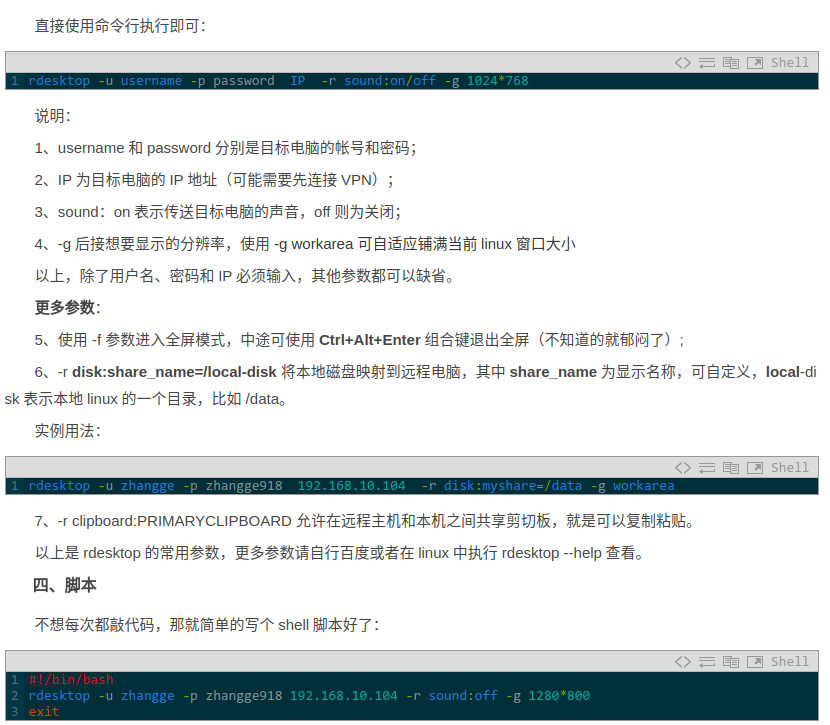 直接使用命令行执行即可：
Shell
1 rdesktop -u username -p password  IP  -r sound:on/off -g 1024*768
说明：
1、username 和 password 分别是目标电脑的帐号和密码；
2、IP 为目标电脑的 IP 地址（可能需要先连接 VPN）；
3、sound：on 表示传送目标电脑的声音，off 则为关闭；
4、-g 后接想要显示的分辨率，使用 -g workarea 可自适应铺满当前 linux 窗口大小
以上，除了用户名、密码和 IP 必须输入，其他参数都可以缺省。
更多参数：
5、使用 -f 参数进入全屏模式，中途可使用 Ctrl+Alt+Enter 组合键退出全屏（不知道的就郁闷了）;
6、-r disk:share_name=/local-disk 将本地磁盘映射到远程电脑，其中 share_name 为显示名称，可自定义，local-di
sk 表示本地 linux 的一个目录，比如 /data。
实例用法：
Shell
1 rdesktop -u zhangge -p zhangge918  192.168.10.104  -r disk:myshare=/data -g workarea
7、-r clipboard:PRIMARYCLIPBOARD 允许在远程主机和本机之间共享剪切板，就是可以复制粘贴。
以上是 rdesktop 的常用参数，更多参数请自行百度或者在 linux 中执行 rdesktop --help 查看。
四、脚本
不想每次都敲代码，那就简单的写个 shell 脚本好了：
Shell
1 #!/bin/bash
2 rdesktop -u zhangge -p zhangge918 192.168.10.104 -r sound:off -g 1280*800
3 exit